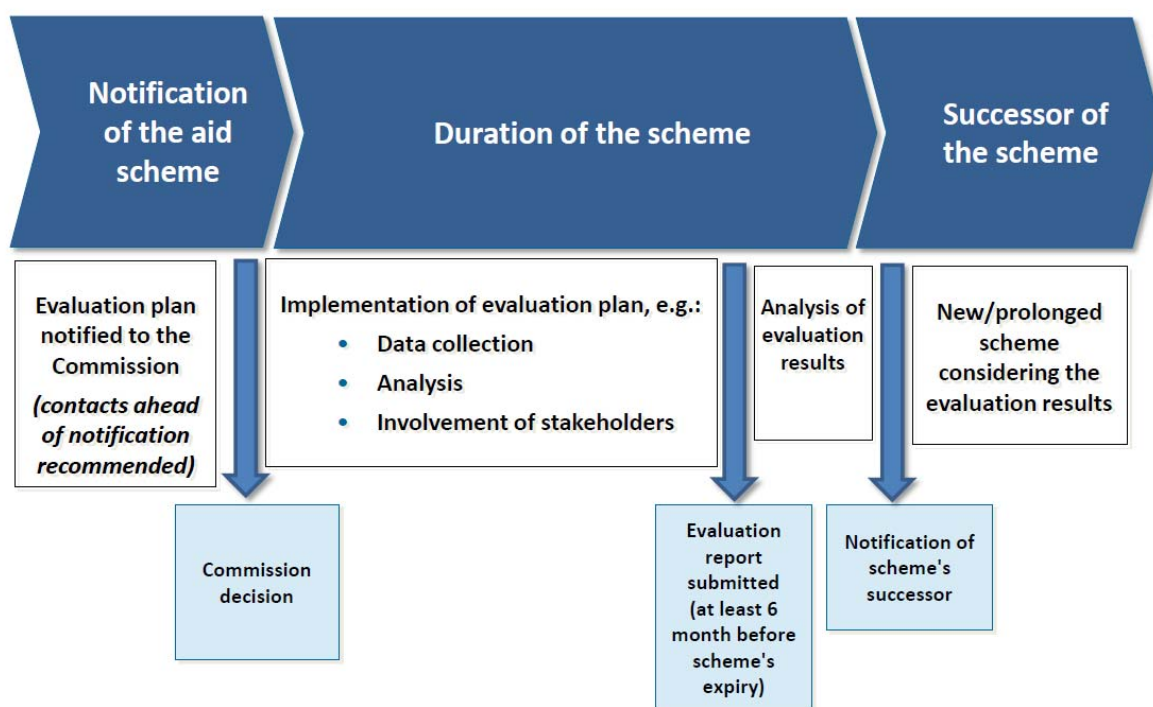 Notification
of the aid
scheme
Duration of the scheme
Successor of
the scheme
Evaluation plan
notified to the
Commission
(contacts ahead
of notification
recommended)
Implementation of evaluation plan, e.g.:
• Data collection
• Analysis
• Involvement of stakeholders
Analysis of
evaluation
results
New/prolonged
scheme
considering the
evaluation results
Commission
decision
Evaluation
report
submitted
(at least 6
month before
scheme's
expiry)
Notification of
scheme's
successor